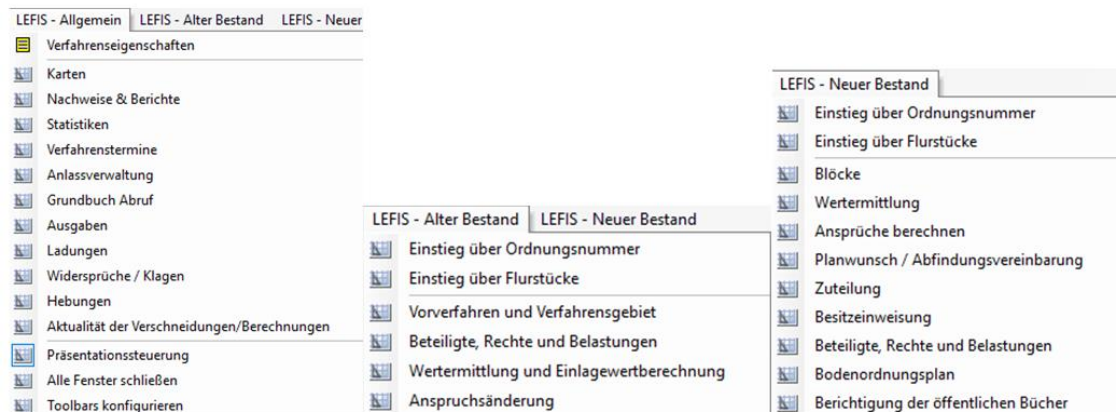 LEFIS - Allgemein LEFIS - Alter Bestand LEFIS - Neuer
Verfahrenseigenschaften
Karten
Nachweise & Berichte
Statistiken
Verfahrenstermine
Anlassverwaltung
Grundbuch Abruf
Ausgaben
Ladungen
Widersprüche / Klagen
Hebungen
Aktualität der Verschneidungen/Berechnungen
Präsentationssteuerung
Alle Fenster schließen
Toolbars konfigurieren
LEFIS - Alter Bestand LEFIS - Neuer Bestand
Einstieg über Ordnungsnummer
Einstieg über Flurstücke
Vorverfahren und Verfahrensgebiet
Beteiligte, Rechte und Belastungen
Wertermittlung und Einlagewertberechnung
Anspruchsänderung
LEFIS - Neuer Bestand
Einstieg über Ordnungsnummer
Einstieg über Flurstücke
Blöcke
Wertermittlung
Ansprüche berechnen
Planwunsch / Abfindungsvereinbarung
Zuteilung
Besitzeinweisung
Beteiligte, Rechte und Belastungen
Bodenordnungsplan
Berichtigung der öffentlichen Bücher